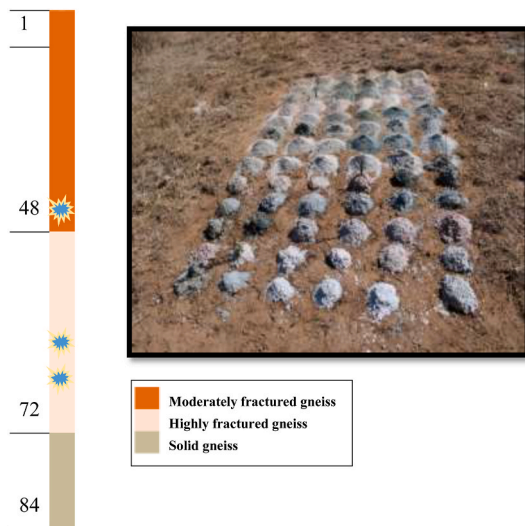 1
48
72
84
Moderately fractured gneiss
Highly fractured gneiss
Solid gneiss